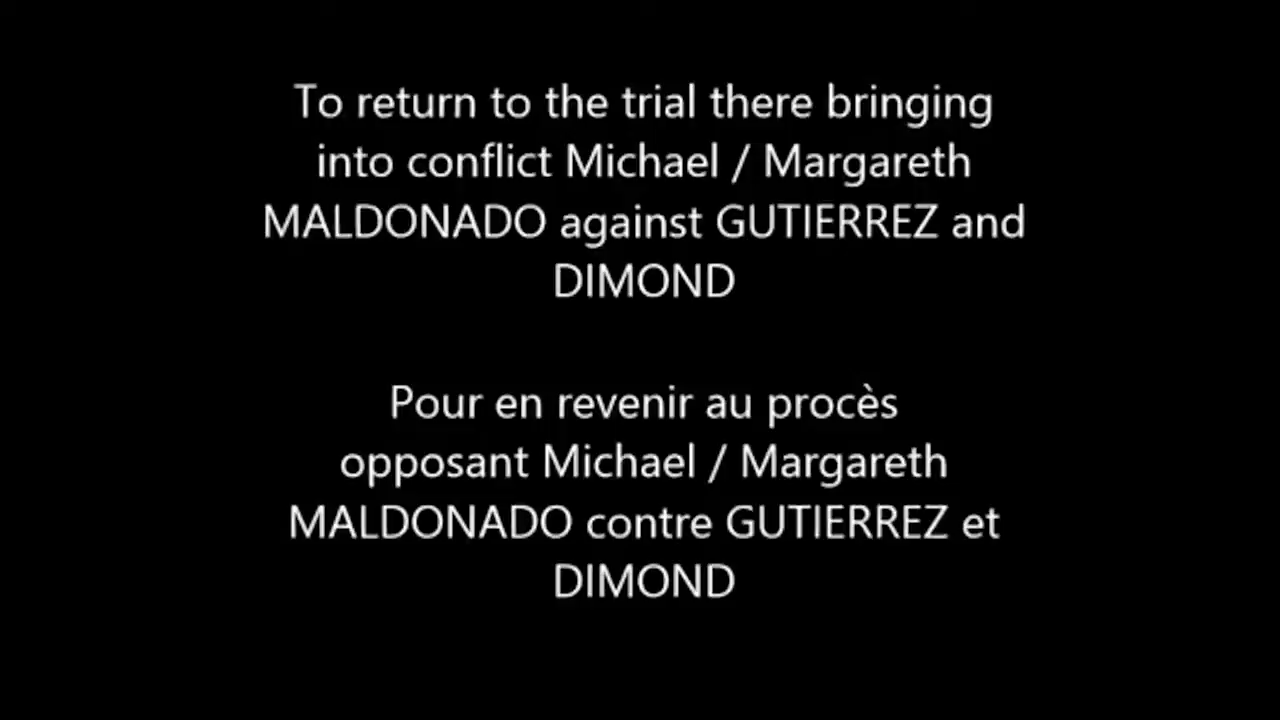 To return to the trial there bringing
into conflict Michael / Margareth
MALDONADO against GUTIERREZ and
DIMOND
Pour en revenir au procès
opposant Michael / Margareth
MALDONADO contre GUTIERREZ et
DIMOND